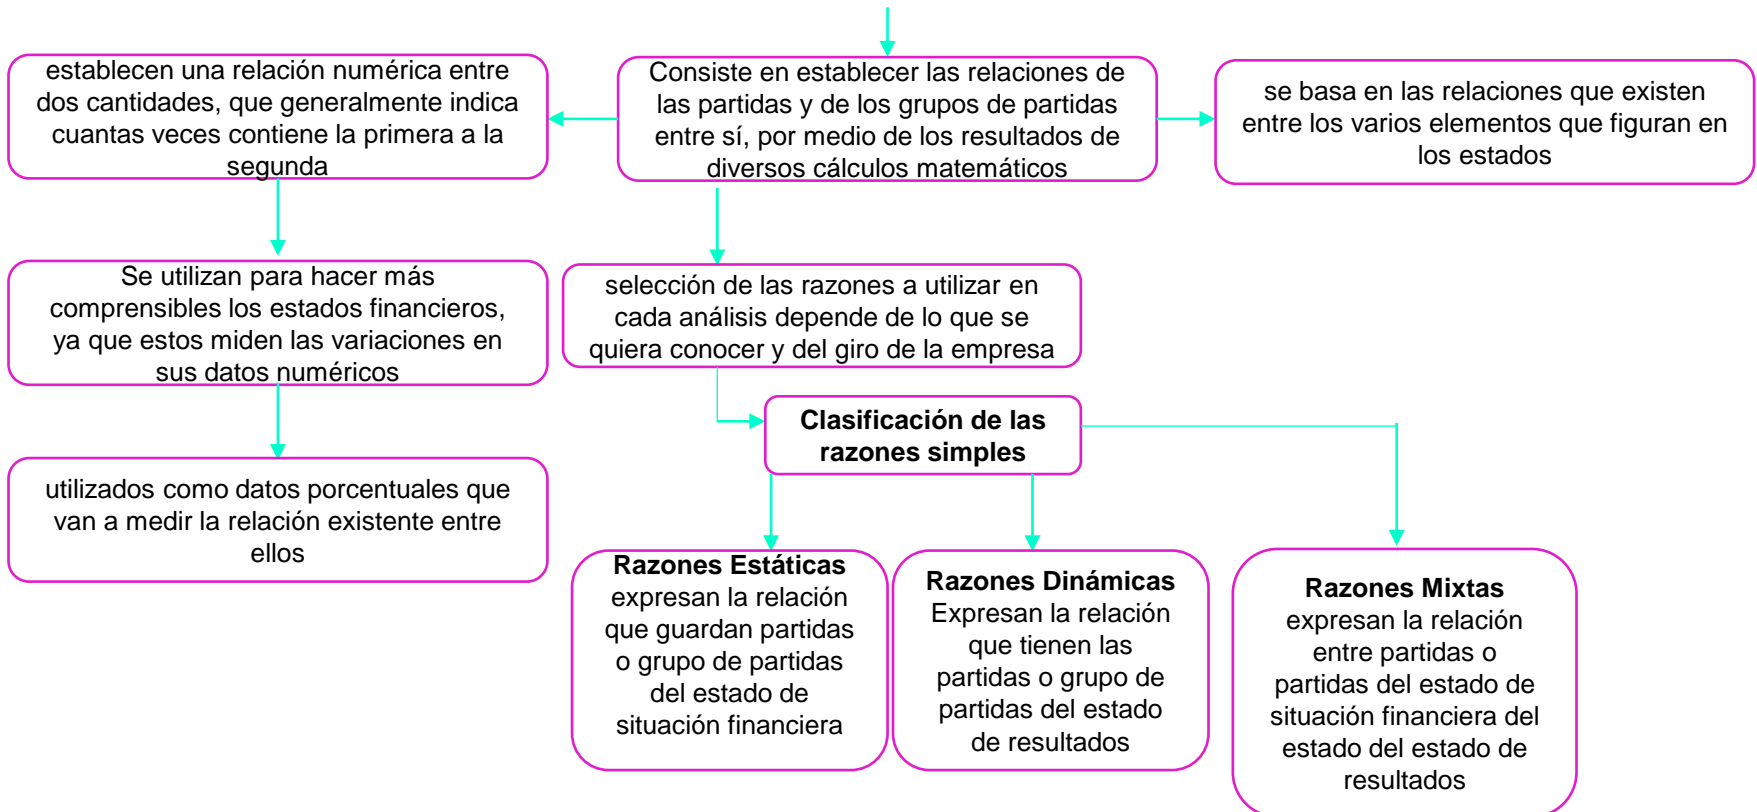 establecen una relación numérica entre
dos cantidades, que generalmente indica
cuantas veces contiene la primera a la
segunda
Consiste en establecer las relaciones de
las partidas y de los grupos de partidas
entre sí, por medio de los resultados de
diversos cálculos matemáticos
se basa en las relaciones que existen
entre los varios elementos que figuran en
los estados
Se utilizan para hacer más
comprensibles los estados financieros,
ya que estos miden las variaciones en
sus datos numéricos
selección de las razones a utilizar en
cada análisis depende de lo que se
quiera conocer y del giro de la empresa
Clasificación de las
razones simples
utilizados como datos porcentuales que
van a medir la relación existente entre
ellos
Razones Estáticas
expresan la relación
que guardan partidas
o grupo de partidas
del estado de
situación financiera
Razones Dinámicas
Expresan la relación
que tienen las
partidas o grupo de
partidas del estado
de resultados
Razones Mixtas
expresan la relación
entre partidas o
partidas del estado de
situación financiera del
estado del estado de
resultados